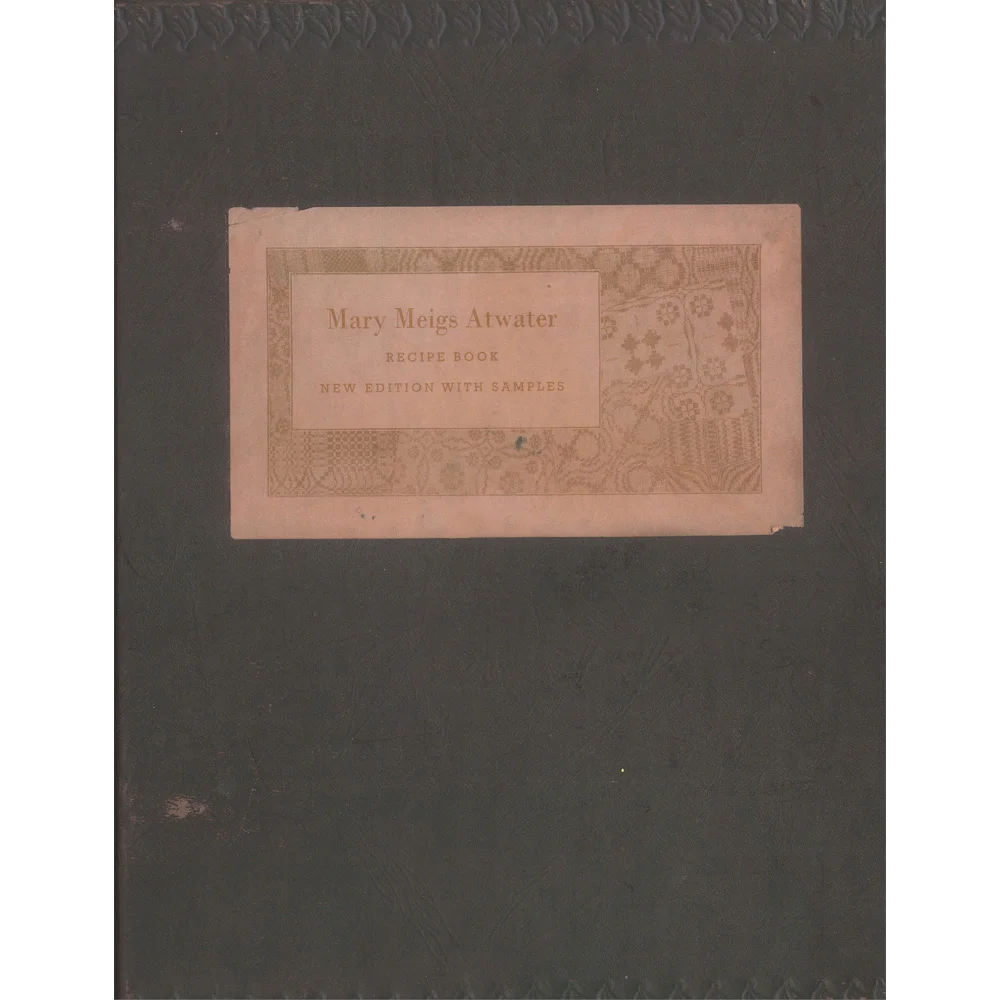 Mary Meigs Atwater
RECIPE BOOK
NEW EDITION WITH SAMPLES